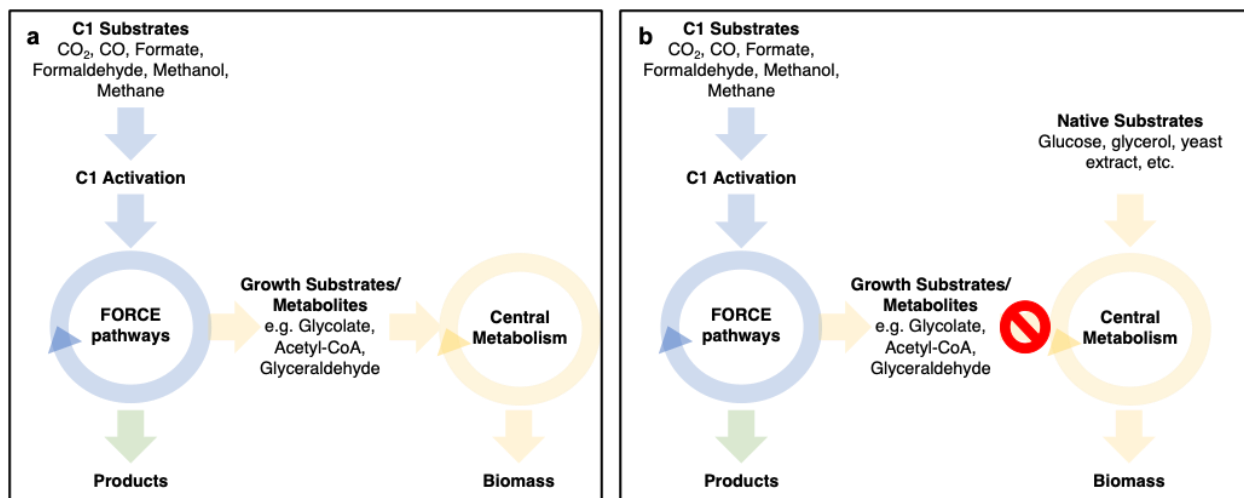 a
C1 Substrates
CO₂, CO, Formate,
Formaldehyde, Methanol,
Methane
C1 Activation
FORCE
pathways
Growth Substrates/
Metabolites
e.g. Glycolate,
Acetyl-CoA,
Glyceraldehyde
Central
Metabolism
Products
Biomass
b
C1 Substrates
CO₂, CO, Formate,
Formaldehyde, Methanol,
Methane
Native Substrates
Glucose, glycerol, yeast
extract, etc.
C1 Activation
FORCE
pathways
Growth Substrates/
Metabolites
e.g. Glycolate,
Acetyl-CoA,
Glyceraldehyde
Central
Metabolism
Products
Biomass